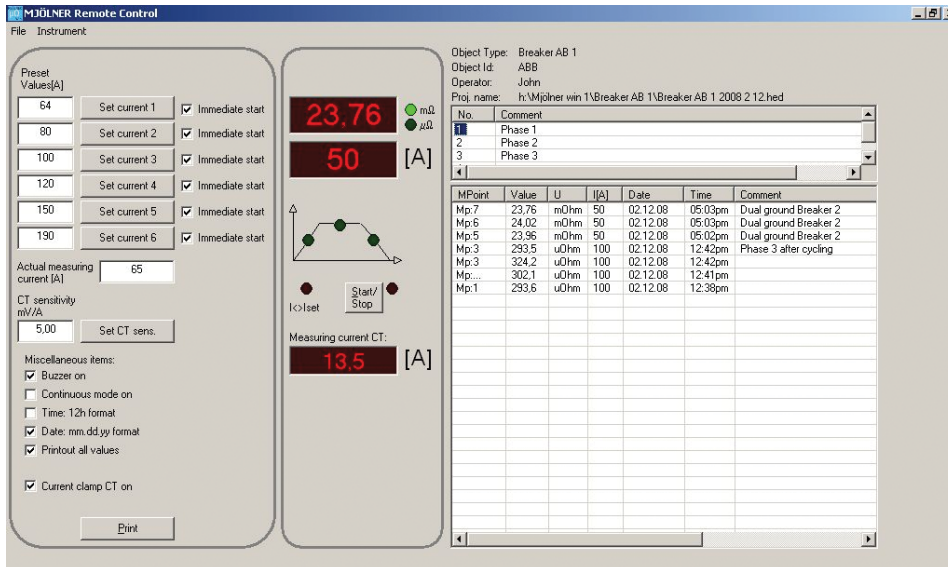 MJÖLNER Remote Control
File Instrument
Preset
Values[A]
64 Set current 1 Immediate start
80 Set current 2 Immediate start
100 Set current 3 Immediate start
120 Set current 4 Immediate start
150 Set current 5 Immediate start
190 Set current 6 Immediate start
Actual measuring
current [A]
65
CT sensitivity
mV/A
5,00 Set CT sens.
Miscellaneous items:
Buzzer on
Continuous mode on
Time: 12h format
Date: mm.dd.yy format
Printout all values
Current clamp CT on
Print
23,76 mΩ
µΩ
50 [A]
I<>Iset
Start/
Stop
Measuring current CT:
13,5 [A]
Object Type: Breaker AB 1
Object Id: ABB
Operator: John
Proj. name: h:\Mjölner win 1\Breaker AB 1\Breaker AB 1 2008 2 12.hed
No. Comment
1 Phase 1
2 Phase 2
3 Phase 3
MPoint Value U I[A] Date Time Comment
Mp:7 23,76 mOhm 50 02.12.08 05:03pm Dual ground Breaker 2
Mp:6 24,02 mOhm 50 02.12.08 05:03pm Dual ground Breaker 2
Mp:5 23,96 mOhm 50 02.12.08 05:02pm Dual ground Breaker 2
Mp:3 293,5 uOhm 100 02.12.08 12:42pm Phase 3 after cycling
Mp:3 324,2 uOhm 100 02.12.08 12:42pm
Mp:... 302,1 uOhm 100 02.12.08 12:41pm
Mp:1 293,6 uOhm 100 02.12.08 12:38pm